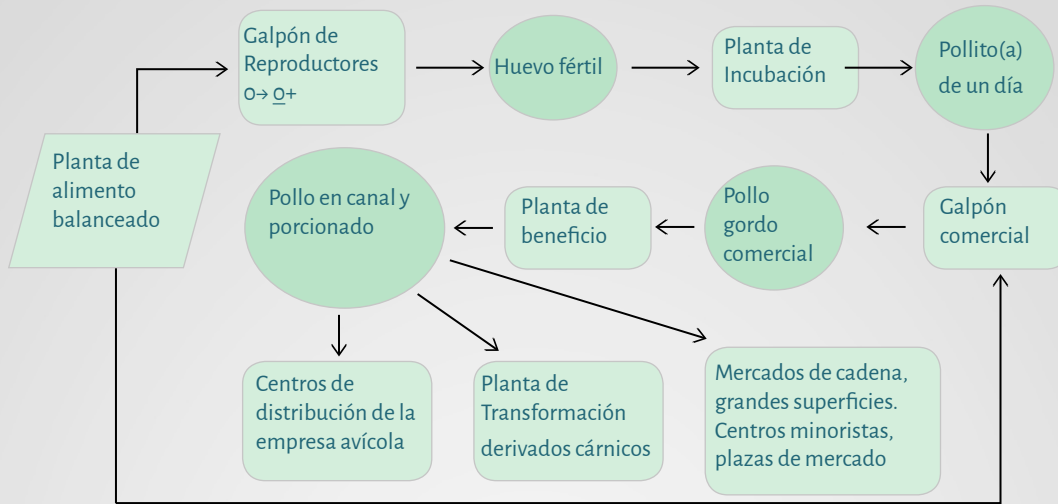 Galpón de
Reproductores
O→ O+
Huevo fértil
Planta de
Incubación
Pollito(a)
de un día
Planta de
alimento
balanceado
Pollo en canal y
porcionado
Planta de
beneficio
Pollo
gordo
comercial
Galpón
comercial
Centros de
distribución de la
empresa avícola
Planta de
Transformación
derivados cárnicos
Mercados de cadena,
grandes superficies.
Centros minoristas,
plazas de mercado